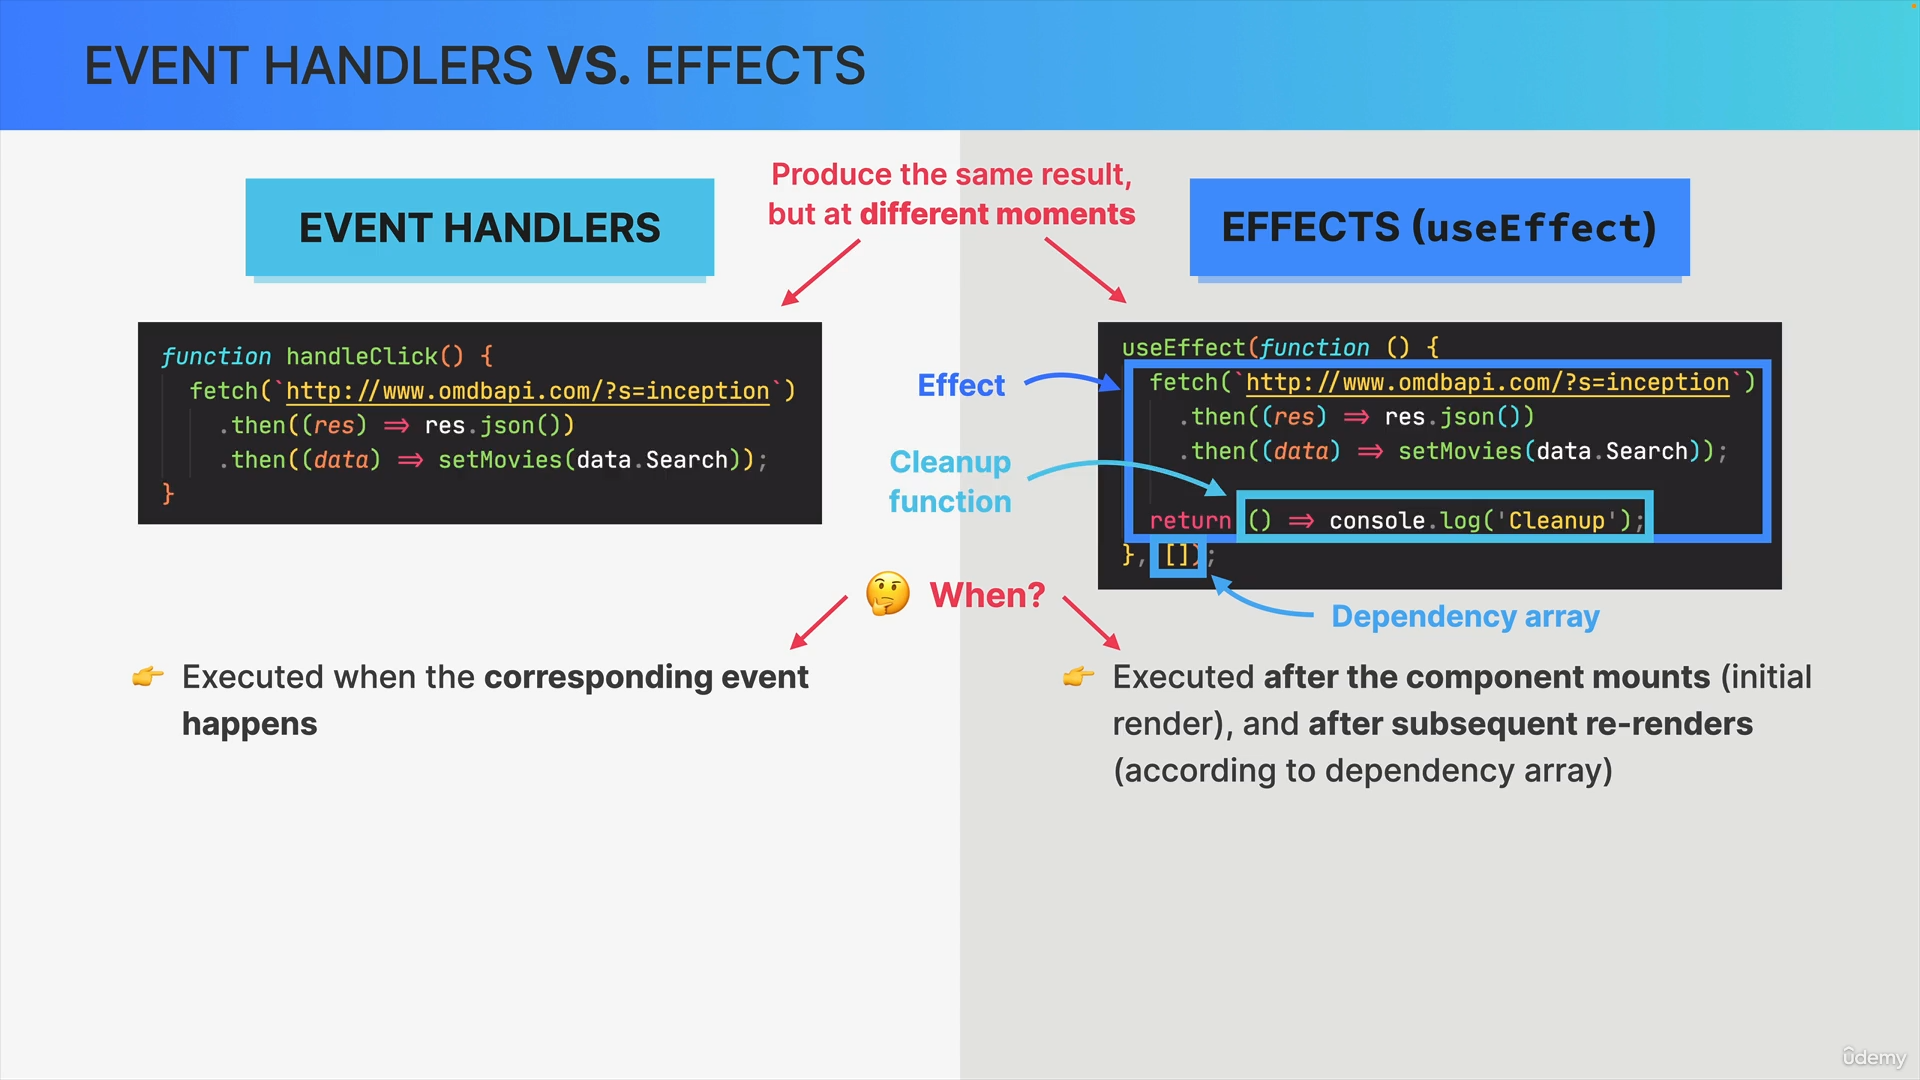 EVENT HANDLERS VS. EFFECTS
Produce the same result,
but at different moments
EVENT HANDLERS
function handleClick() {
fetch(`http://www.omdbapi.com/?s=inception`)
.then((res) => res.json())
.then((data) => setMovies(data.Search));
}
EFFECTS (useEffect)
useEffect(function () {
fetch(`http://www.omdbapi.com/?s=inception`)
.then((res) => res.json())
.then((data) => setMovies(data.Search));
return () => console.log('Cleanup');
}, []);
Effect
Cleanup
function
Dependency array
🤔 When?
👉 Executed when the corresponding event
happens
👉 Executed after the component mounts (initial
render), and after subsequent re-renders
(according to dependency array)
ûdemy